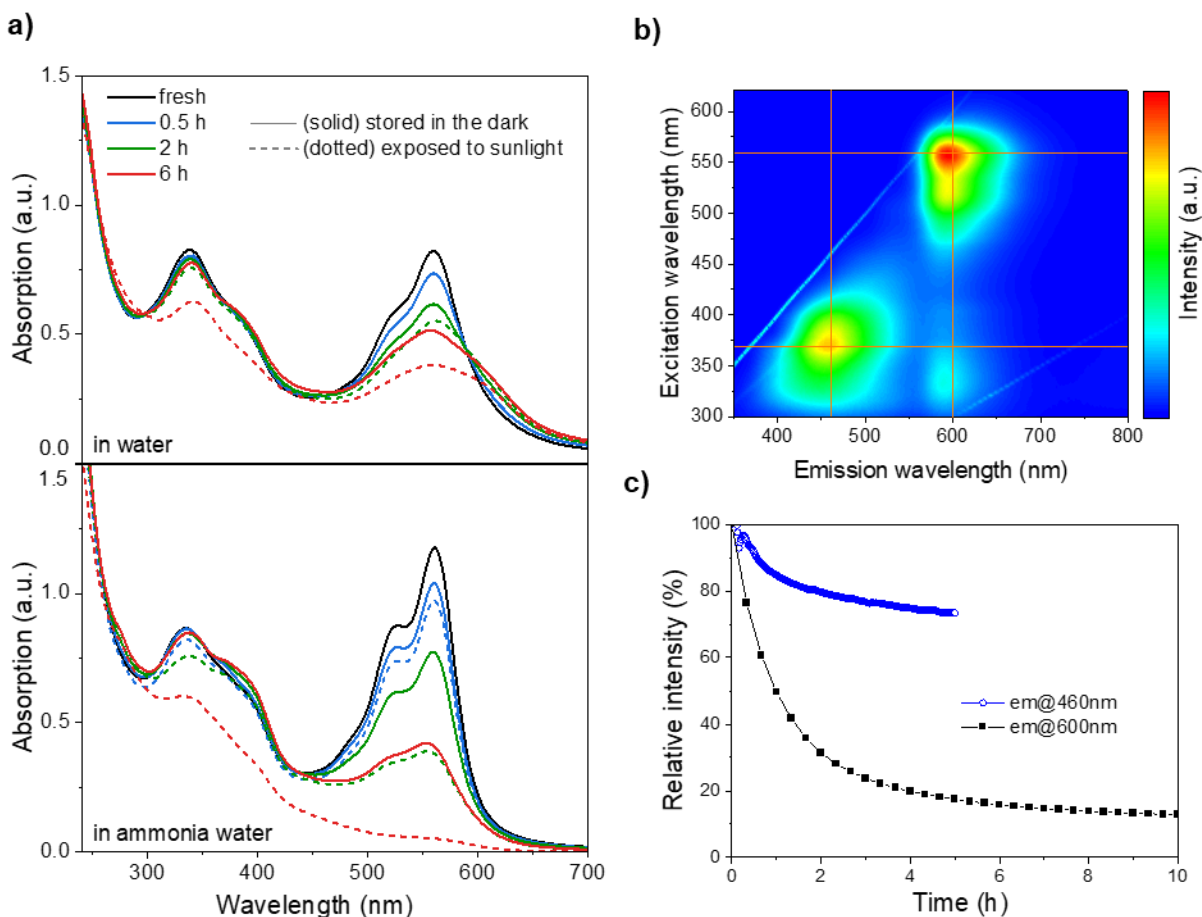 a)
1.5
1.0
0.5
0.0
Absorption (a.u.)
fresh
0.5 h
2 h
6 h
(solid) stored in the dark
(dotted) exposed to sunlight
in water
1.5
1.0
0.5
0.0
Absorption (a.u.)
in ammonia water
300 400 500 600 700
Wavelength (nm)
b)
600
550
500
450
400
350
300
Excitation wavelength (nm)
400 500 600 700 800
Emission wavelength (nm)
Intensity (a.u.)
c)
100
80
60
40
20
0
Relative intensity (%)
em@460nm
em@600nm
0 2 4 6 8 10
Time (h)